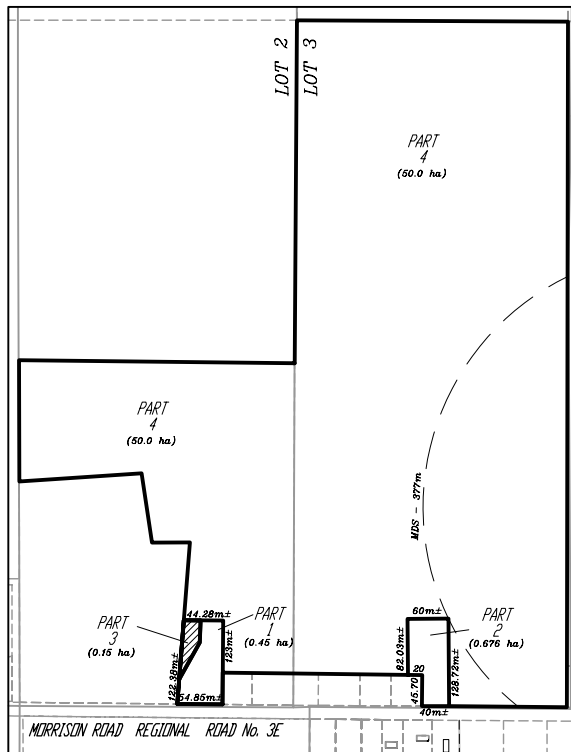 LOT 2
LOT 3
PART
4
(50.0 ha)
PART
4
(50.0 ha)
MDS - 377m
44.28m±
PART
1
(0.45 ha)
PART
3
(0.15 ha)
123m±
122.38m±
54.85m±
60m±
PART
2
(0.676 ha)
82.03m±
20
45.70
128.72m±
40m±
MORRISON ROAD REGIONAL ROAD No. 3E